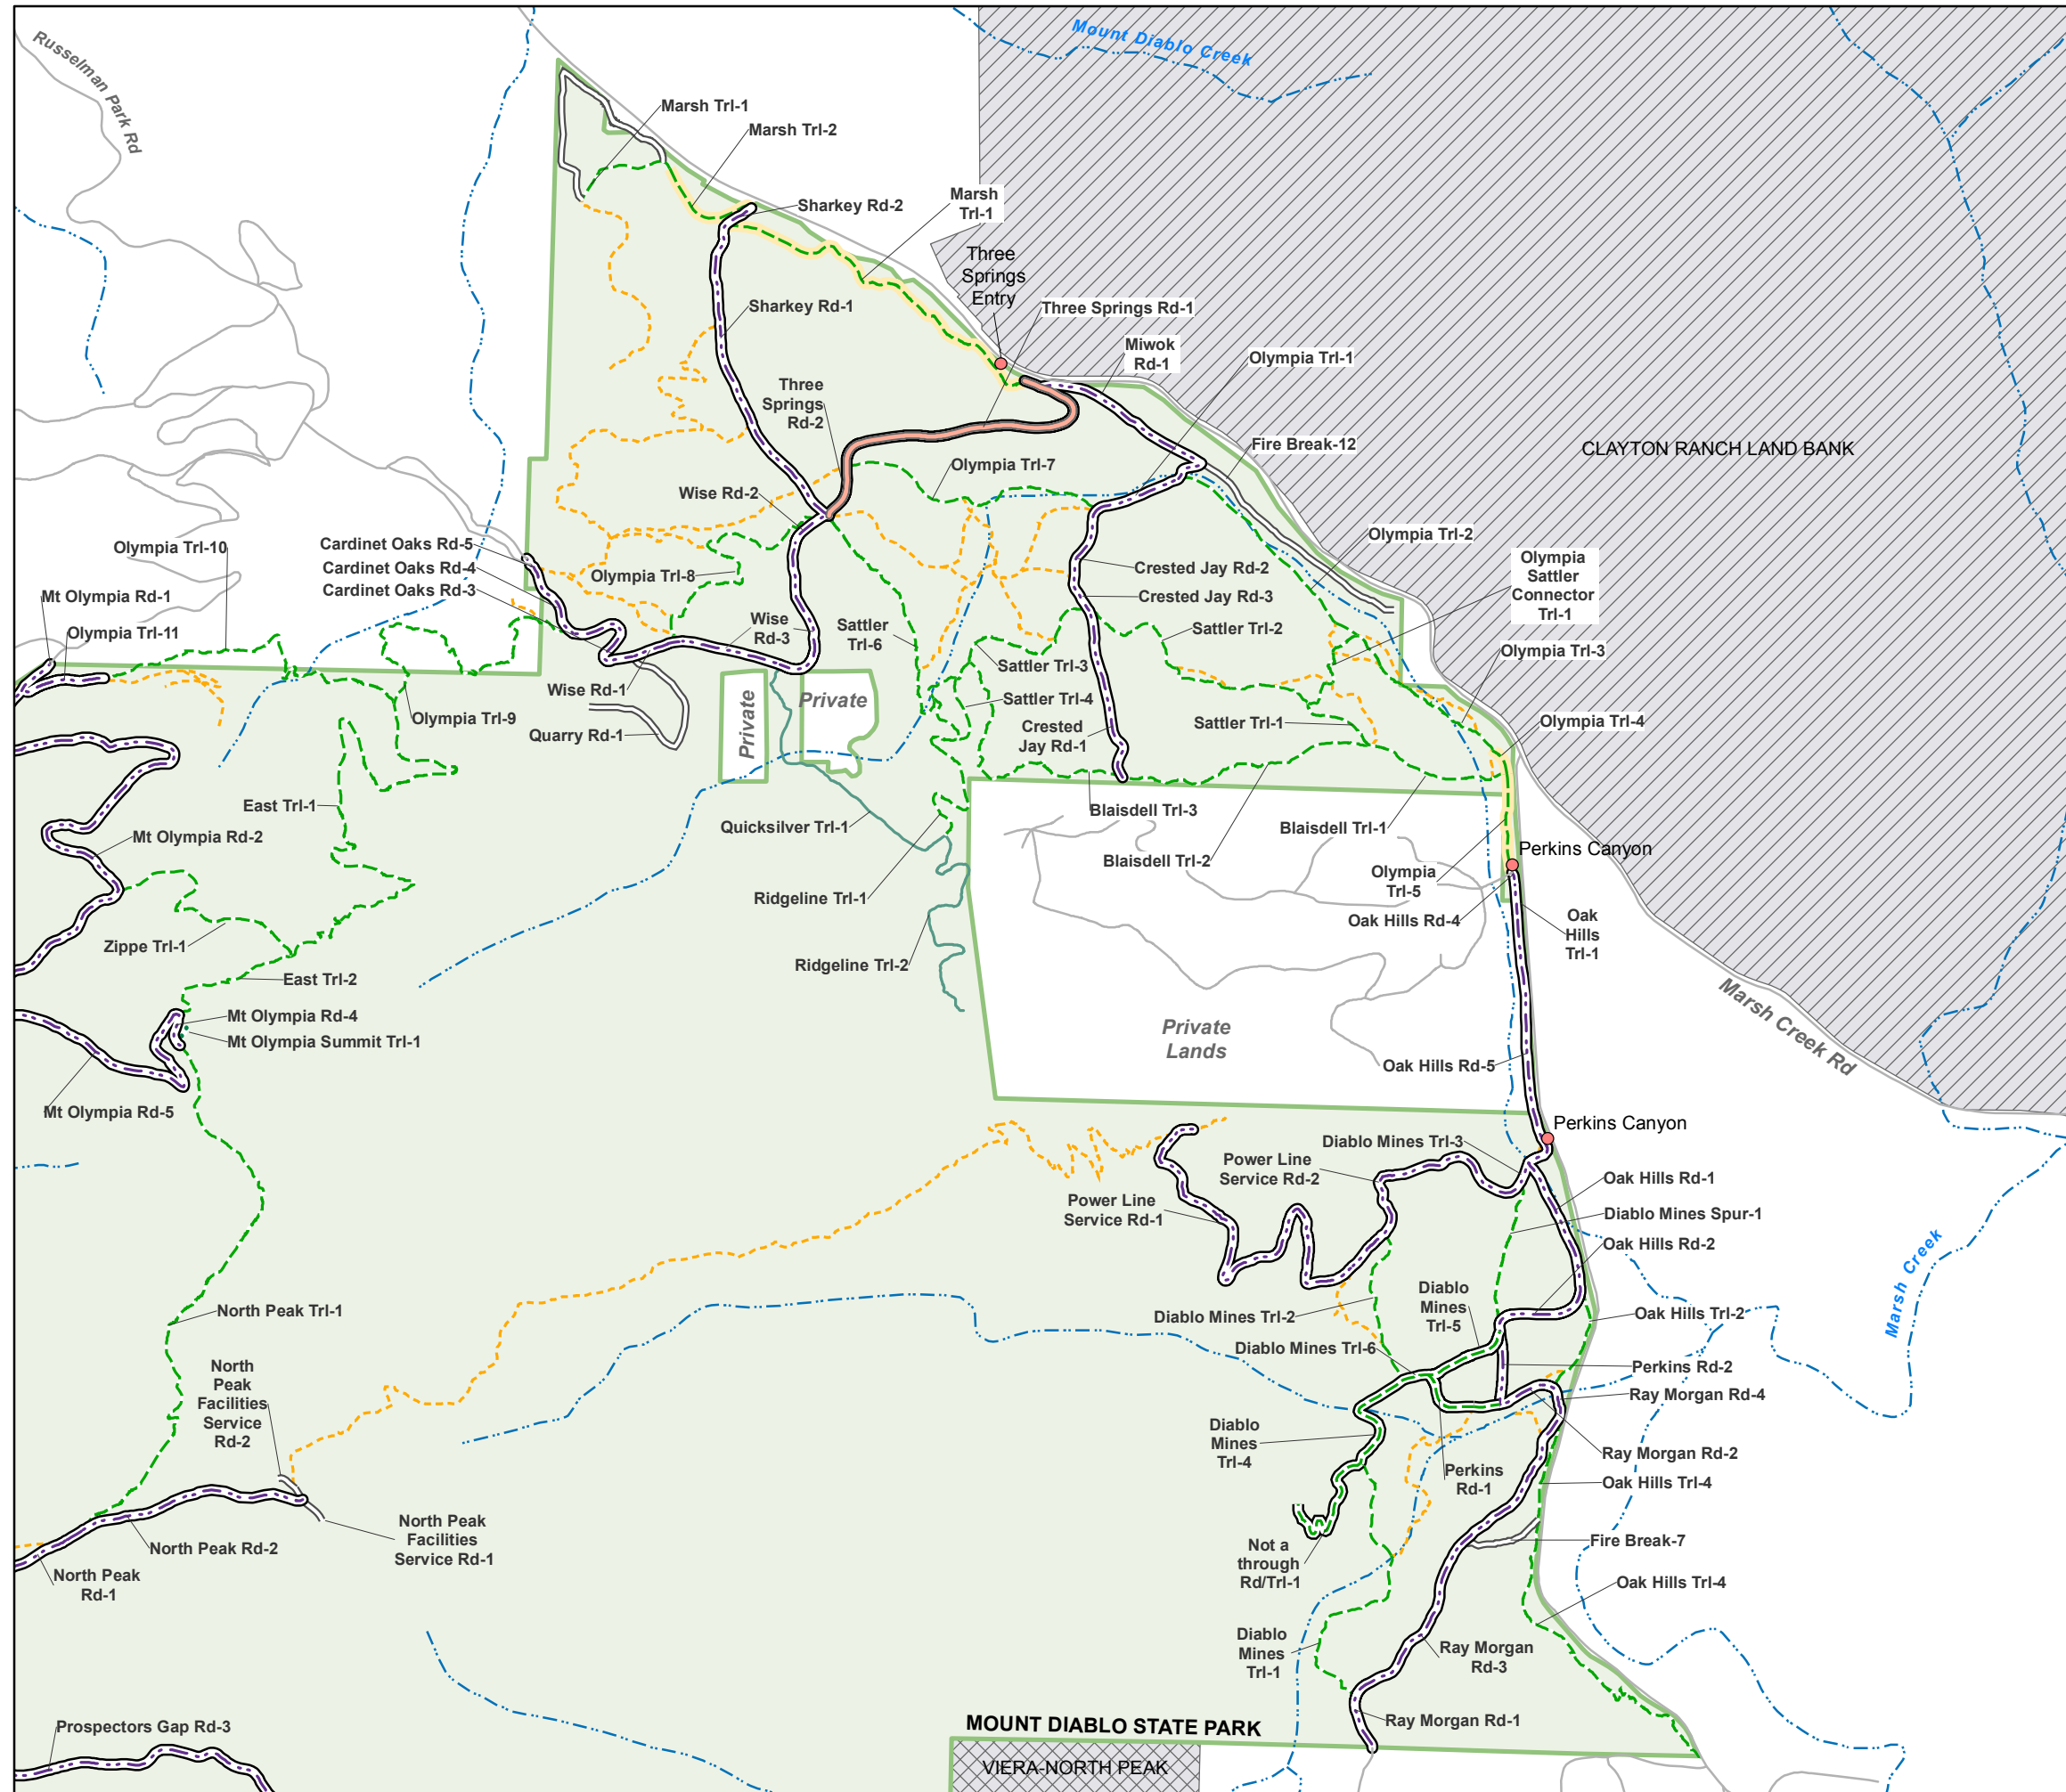 Russelman Park Rd
Mount Diablo Creek
Marsh Trl-1
Marsh Trl-2
Sharkey Rd-2
Marsh
Trl-1
Three
Springs
Entry
Sharkey Rd-1
Three Springs Rd-1
Miwok
Rd-1
Olympia Trl-1
Three
Springs
Rd-2
Fire Break-12
CLAYTON RANCH LAND BANK
Olympia Trl-7
Wise Rd-2
Olympia Trl-2
Olympia Trl-10
Cardinet Oaks Rd-5
Cardinet Oaks Rd-4
Cardinet Oaks Rd-3
Olympia Trl-8
Crested Jay Rd-2
Crested Jay Rd-3
Olympia
Sattler
Connector
Trl-1
Mt Olympia Rd-1
Olympia Trl-11
Wise
Rd-3
Sattler
Trl-6
Sattler Trl-2
Olympia Trl-3
Sattler Trl-3
Wise Rd-1
Private
Private
Sattler Trl-4
Olympia Trl-9
Quarry Rd-1
Crested
Jay Rd-1
Sattler Trl-1
Olympia Trl-4
East Trl-1
Blaisdell Trl-3
Quicksilver Trl-1
Blaisdell Trl-1
Mt Olympia Rd-2
Perkins Canyon
Blaisdell Trl-2
Olympia
Trl-5
Ridgeline Trl-1
Oak Hills Rd-4
Oak
Hills
Trl-1
Zippe Trl-1
Ridgeline Trl-2
East Trl-2
Marsh Creek Rd
Mt Olympia Rd-4
Mt Olympia Summit Trl-1
Private
Lands
Oak Hills Rd-5
Mt Olympia Rd-5
Perkins Canyon
Diablo Mines Trl-3
Power Line
Service Rd-2
Oak Hills Rd-1
Power Line
Service Rd-1
Diablo Mines Spur-1
Oak Hills Rd-2
Marsh Creek
North Peak Trl-1
Diablo Mines Trl-2
Diablo
Mines
Trl-5
Oak Hills Trl-2
Diablo Mines Trl-6
Perkins Rd-2
Ray Morgan Rd-4
North
Peak
Facilities
Service
Rd-2
Diablo
Mines
Trl-4
Ray Morgan Rd-2
Perkins
Rd-1
Oak Hills Trl-4
North Peak
Facilities
Service Rd-1
North Peak Rd-2
Not a
through
Rd/Trl-1
Fire Break-7
North Peak
Rd-1
Oak Hills Trl-4
Diablo
Mines
Trl-1
Ray Morgan
Rd-3
Prospectors Gap Rd-3
MOUNT DIABLO STATE PARK
Ray Morgan Rd-1
VIERA-NORTH PEAK